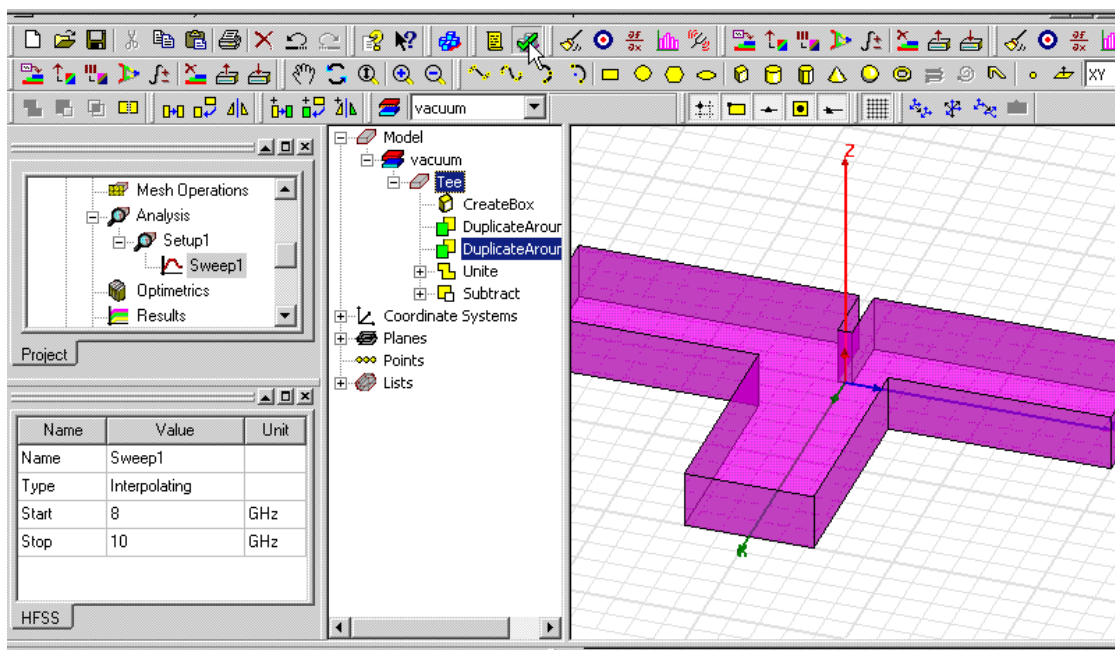 XY
vacuum
Mesh Operations
Analysis
Setup1
Sweep1
Optimetrics
Results
Project
Name Value Unit
Name Sweep1
Type Interpolating
Start 8 GHz
Stop 10 GHz
HFSS
Model
vacuum
Tee
CreateBox
DuplicateArour
DuplicateArour
Unite
Subtract
Coordinate Systems
Planes
Points
Lists
Z